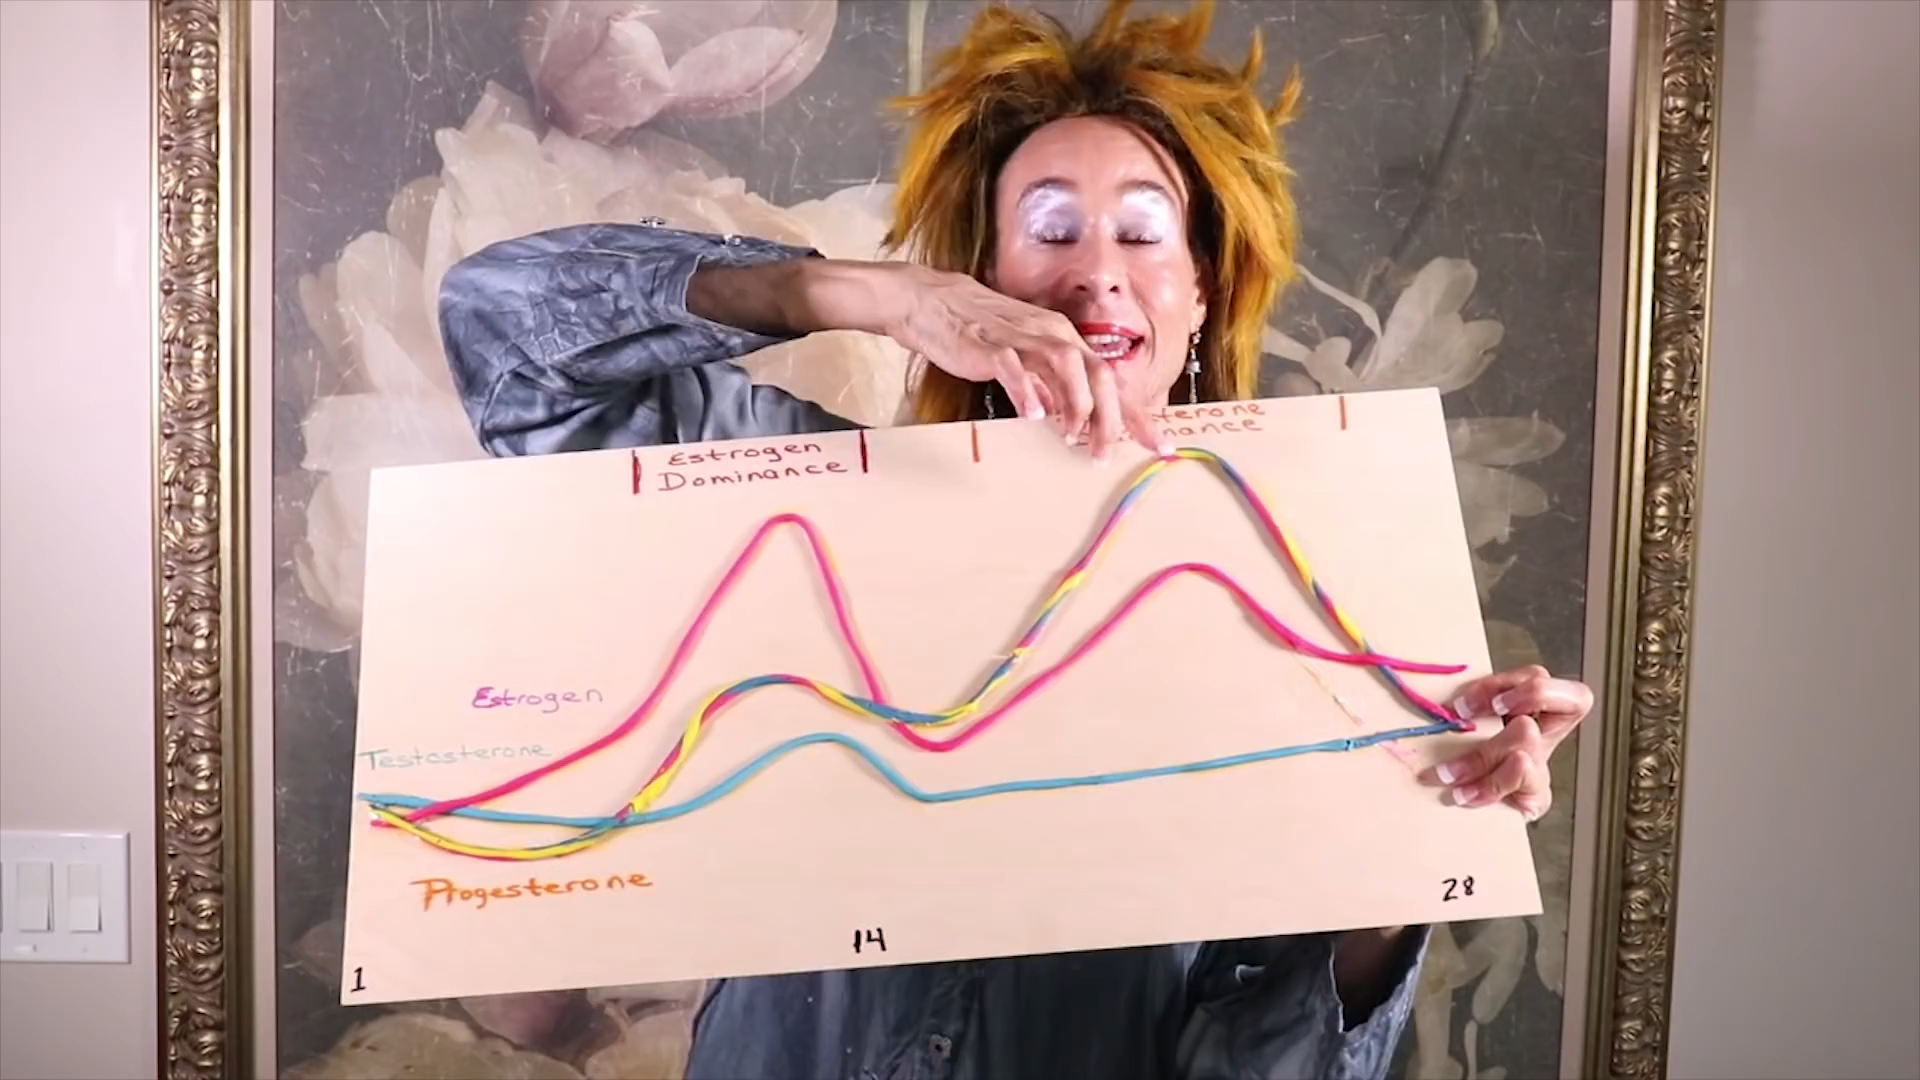 Estrogen
Dominance
terone
nance
Estrogen
Testosterone
Progesterone
1
14
28